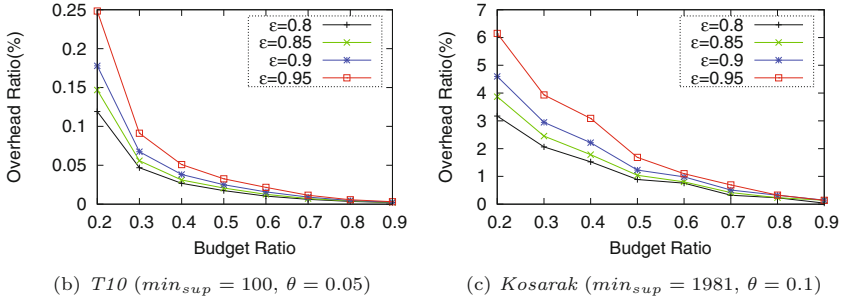 Overhead Ratio(%)
0.25
0.2
0.15
0.1
0.05
0
ε=0.8
ε=0.85
ε=0.9
ε=0.95
0.2 0.3 0.4 0.5 0.6 0.7 0.8 0.9
Budget Ratio
(b) T10 (min_sup = 100, θ = 0.05)
Overhead Ratio(%)
7
6
5
4
3
2
1
0
ε=0.8
ε=0.85
ε=0.9
ε=0.95
0.2 0.3 0.4 0.5 0.6 0.7 0.8 0.9
Budget Ratio
(c) Kosarak (min_sup = 1981, θ = 0.1)